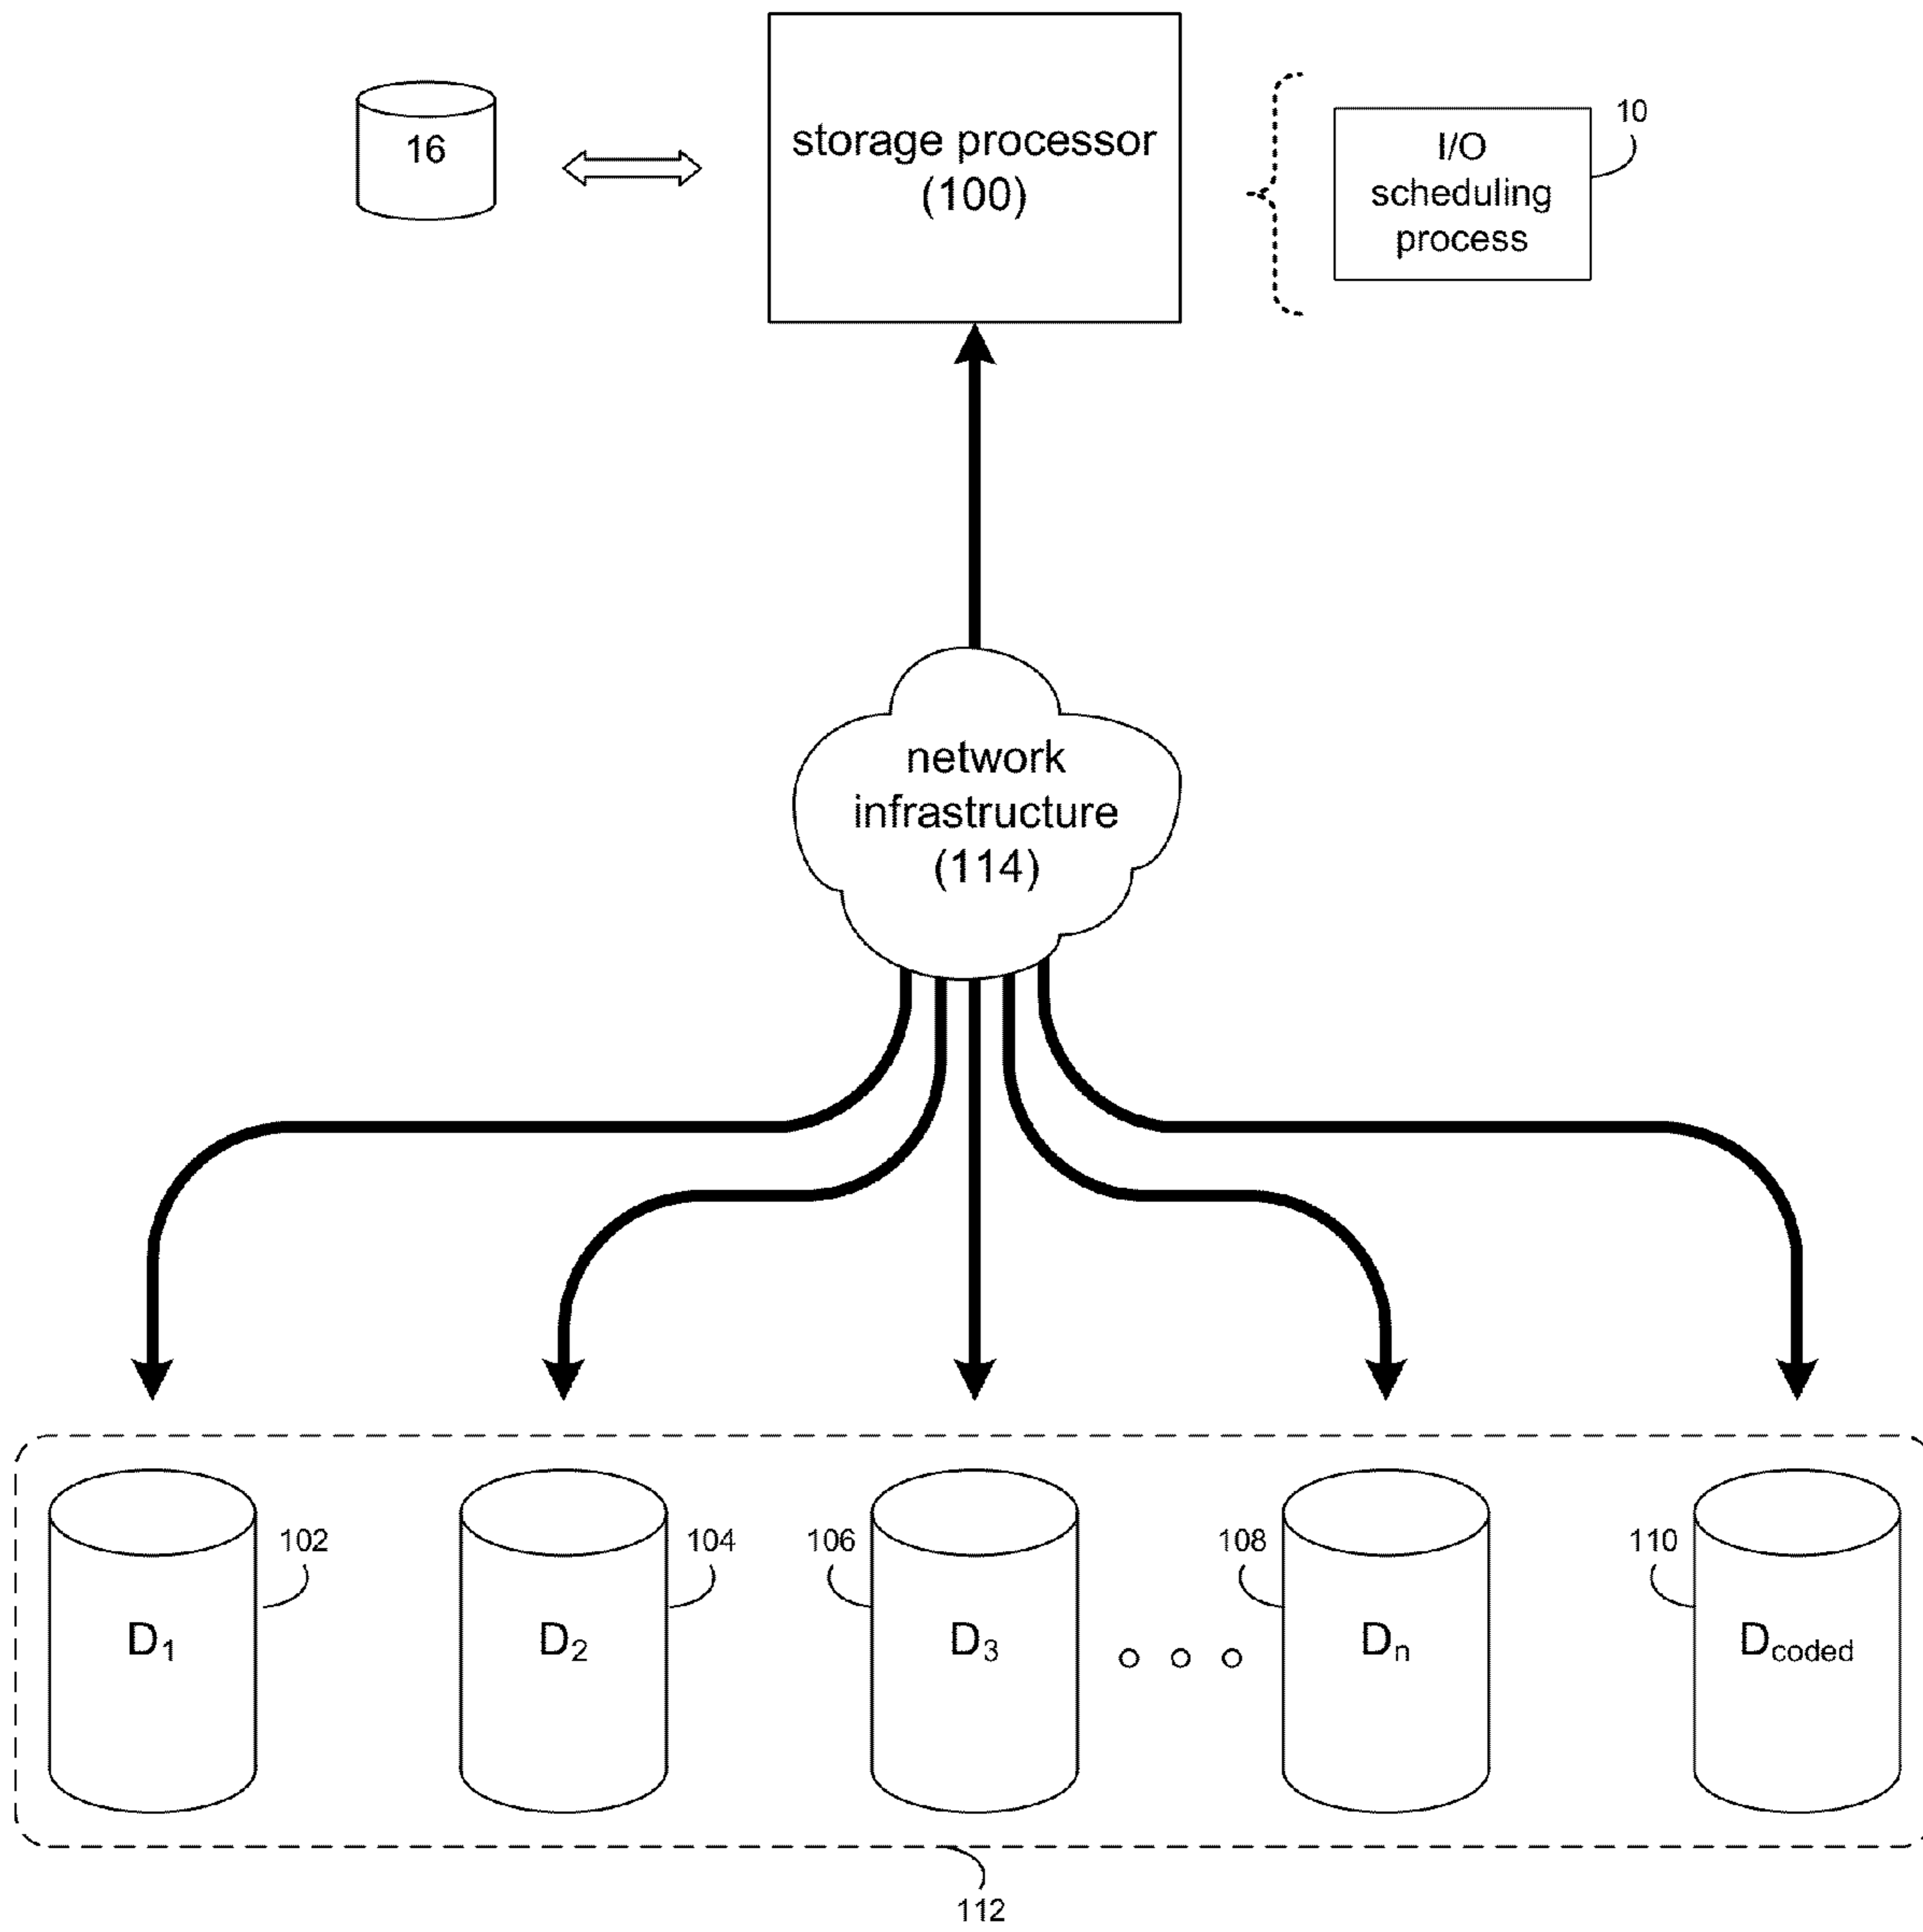 16
storage processor
(100)
10
I/O
scheduling
process
network
infrastructure
(114)
102
104
106
108
110
D1
D2
D3
Dn
Dcoded
112